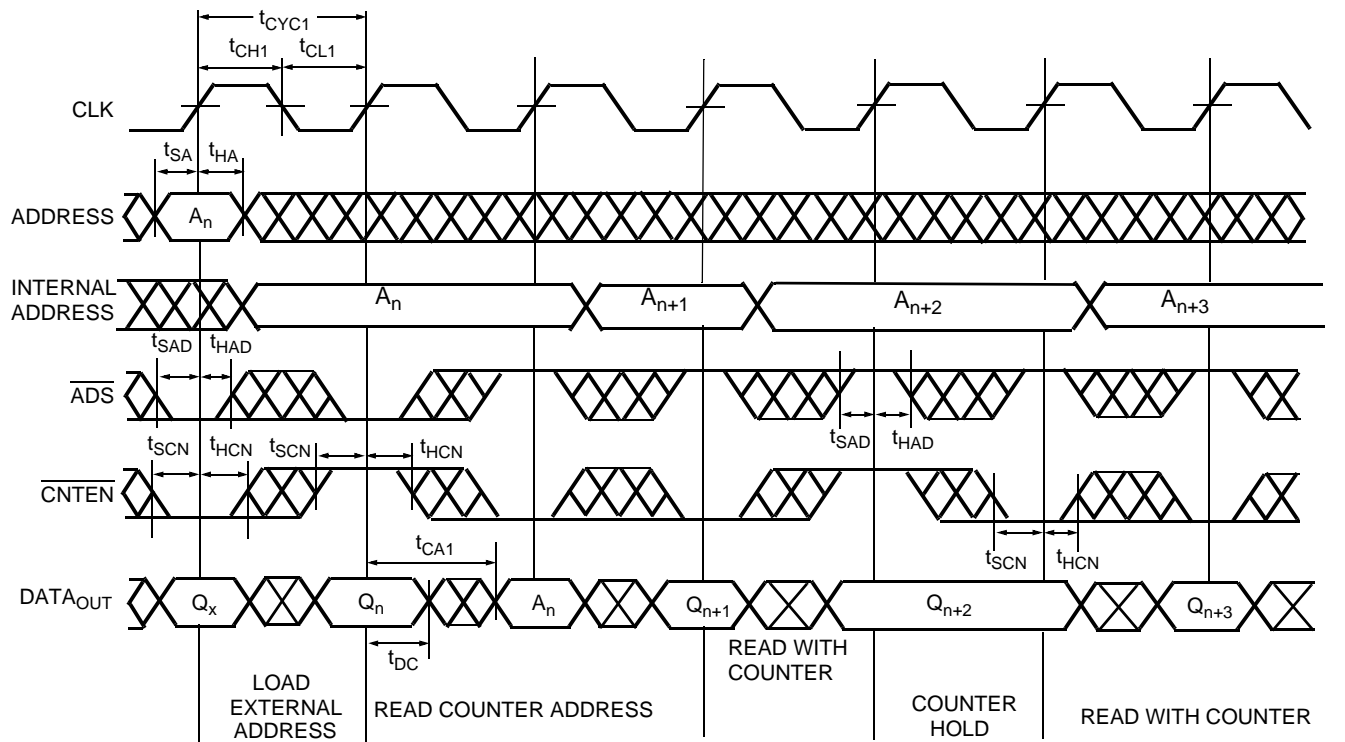 tCYC1
tCH1 tCL1
CLK
tSA tHA
ADDRESS An
INTERNAL
ADDRESS
An An+1 An+2 An+3
tSAD tHAD
ADS
tSAD tHAD
tSCN tHCN tSCN tHCN
CNTEN
tSCN tHCN
tCA1
DATAOUT Qx Qn An Qn+1 Qn+2 Qn+3
tDC
LOAD
EXTERNAL
ADDRESS
READ COUNTER ADDRESS
READ WITH
COUNTER
COUNTER
HOLD
READ WITH COUNTER